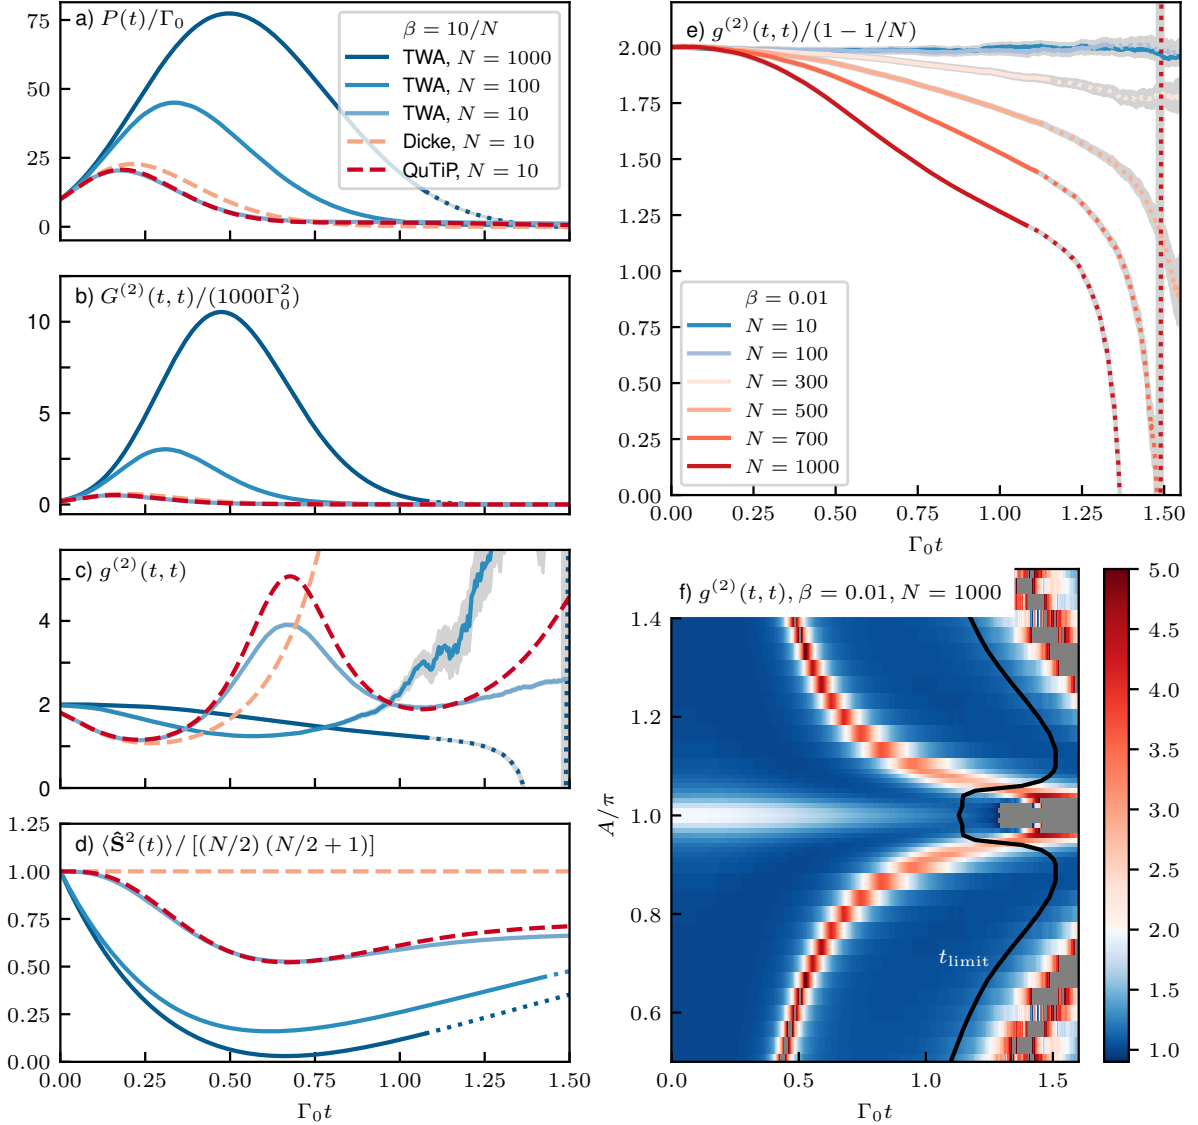 a) P(t)/Γ₀
75
50
25
0
β = 10/N
TWA, N = 1000
TWA, N = 100
TWA, N = 10
Dicke, N = 10
QuTiP, N = 10
b) G⁽²⁾(t, t)/(1000Γ₀²)
10
5
0
c) g⁽²⁾(t, t)
4
2
0
d) ⟨Ŝ²(t)⟩/ [(N/2) (N/2 + 1)]
1.25
1.00
0.75
0.50
0.25
0.00
0.00 0.25 0.50 0.75 1.00 1.25 1.50
Γ₀t
e) g⁽²⁾(t, t)/(1 − 1/N)
2.00
1.75
1.50
1.25
1.00
0.75
0.50
0.25
0.00
β = 0.01
N = 10
N = 100
N = 300
N = 500
N = 700
N = 1000
0.00 0.25 0.50 0.75 1.00 1.25 1.50
Γ₀t
f) g⁽²⁾(t, t), β = 0.01, N = 1000
1.4
1.2
1.0
0.8
0.6
A/π
t_limit
0.0 0.5 1.0 1.5
Γ₀t
5.0
4.5
4.0
3.5
3.0
2.5
2.0
1.5
1.0